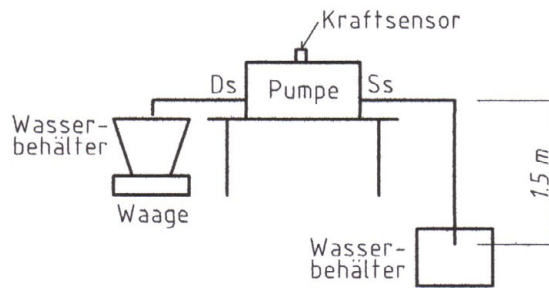 Kraftsensor
Ds
Pumpe
Ss
Wasser-
behälter
Waage
1.5 m
Wasser-
behälter